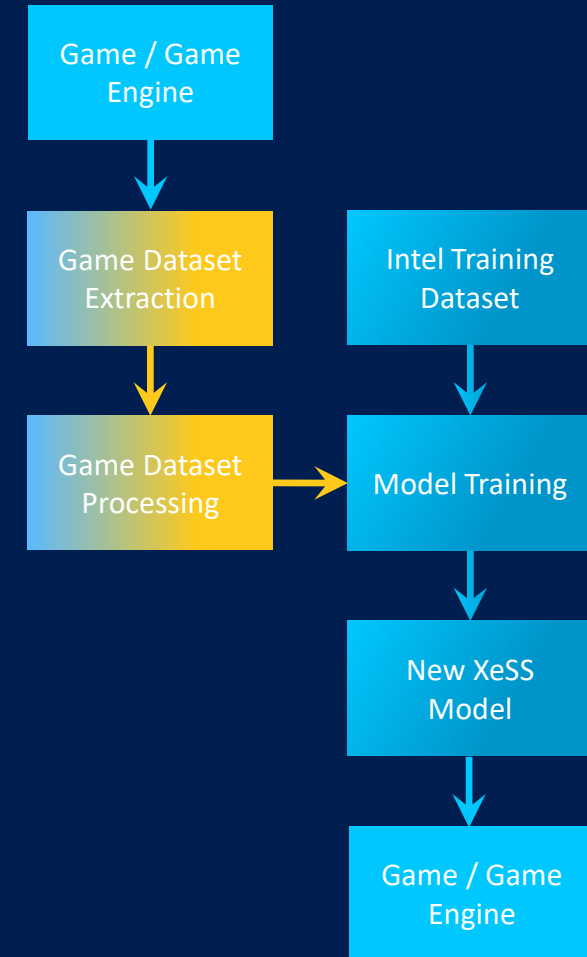 Game / Game
Engine
Game Dataset
Extraction
Intel Training
Dataset
Game Dataset
Processing
Model Training
New XeSS
Model
Game / Game
Engine